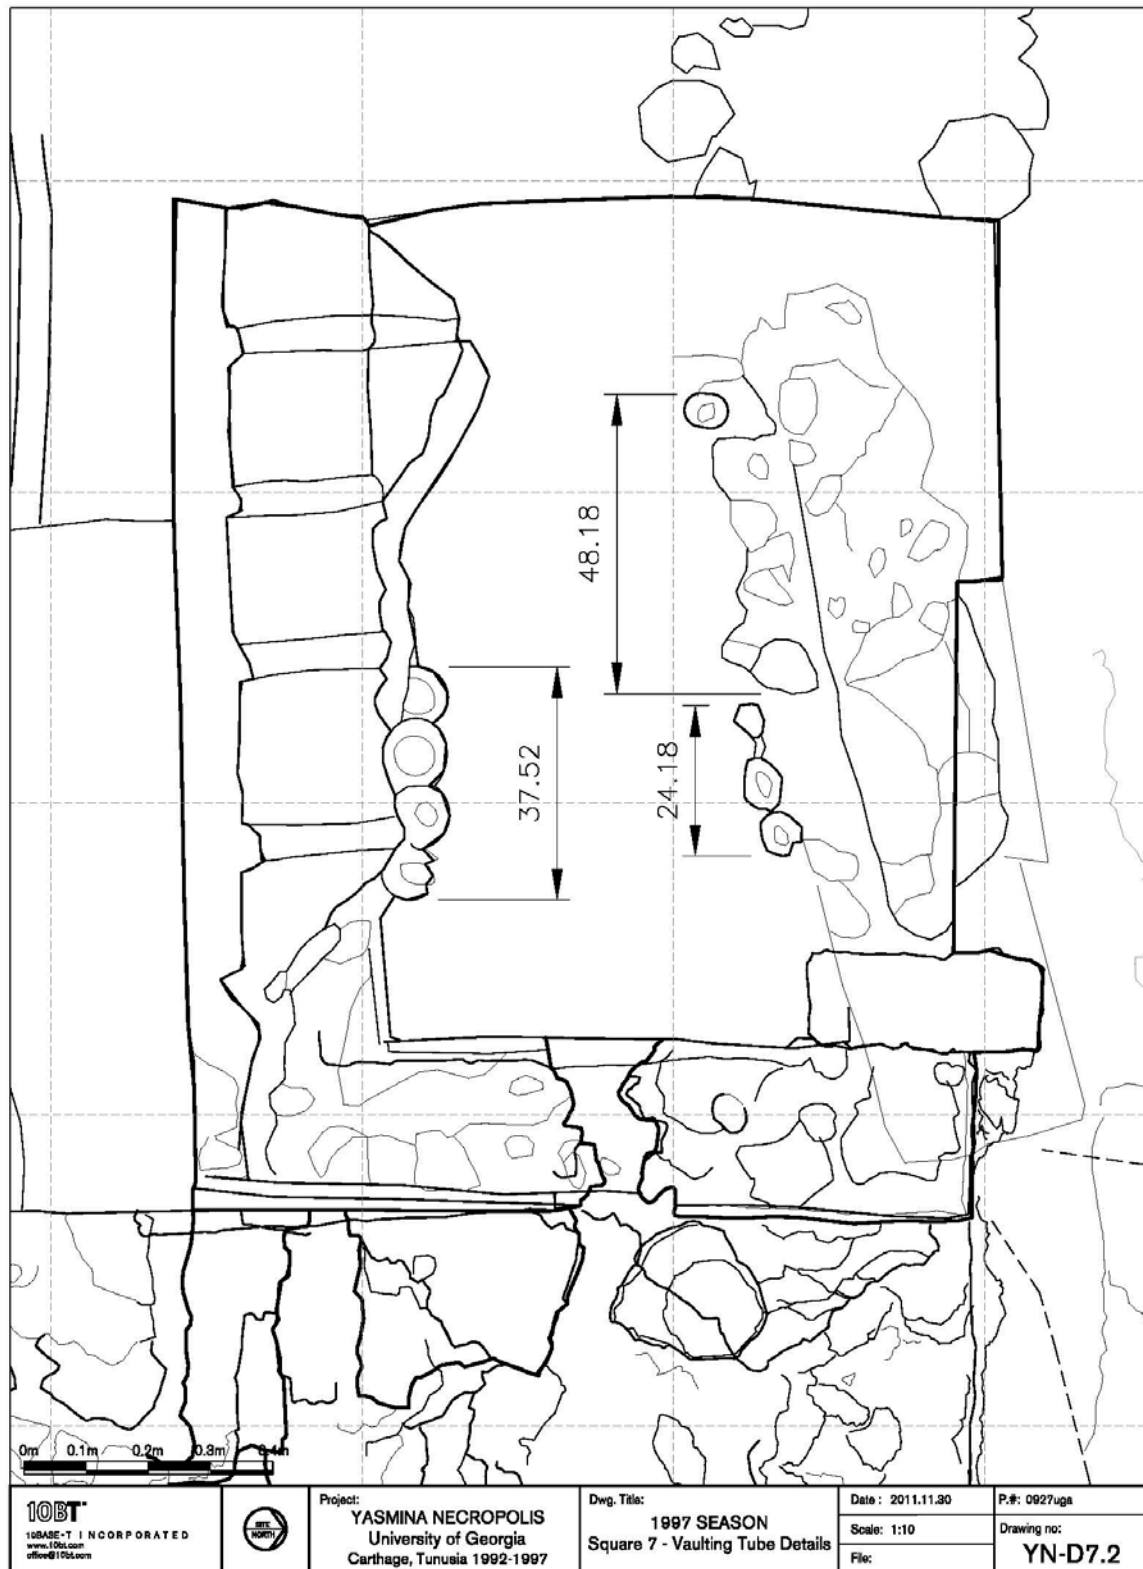 48.18
37.52
24.18
0m 0.1m 0.2m 0.3m 0.4m
10BT
10BASE-T INCORPORATED
www.10bt.com
office@10bt.com
SITE
NORTH
Project:
YASMINA NECROPOLIS
University of Georgia
Carthage, Tunusia 1992-1997
Dwg. Title:
1997 SEASON
Square 7 - Vaulting Tube Details
Date : 2011.11.30
Scale: 1:10
File:
P.#: 0927uga
Drawing no:
YN-D7.2